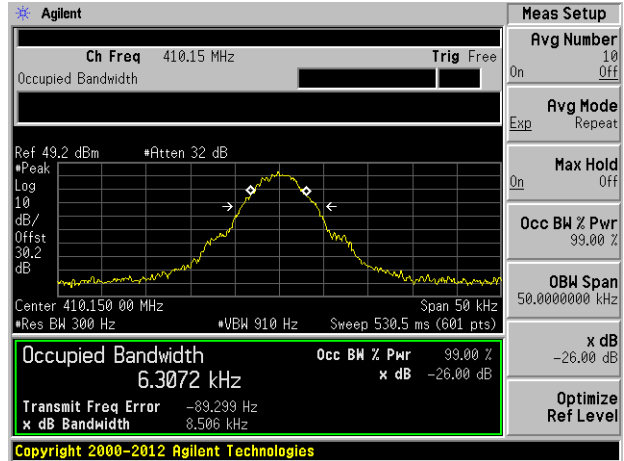 Agilent
Meas Setup
Ch Freq 410.15 MHz Trig Free
Occupied Bandwidth
Avg Number
10
On Off
Avg Mode
Exp Repeat
Max Hold
On Off
Occ BW % Pwr
99.00 %
OBW Span
50.0000000 kHz
x dB
-26.00 dB
Optimize
Ref Level
Ref 49.2 dBm #Atten 32 dB
#Peak
Log
10
dB/
Offst
30.2
dB
Center 410.150 00 MHz Span 50 kHz
#Res BW 300 Hz #VBW 910 Hz Sweep 530.5 ms (601 pts)
Occupied Bandwidth Occ BW % Pwr 99.00 %
6.3072 kHz x dB -26.00 dB
Transmit Freq Error -89.299 Hz
x dB Bandwidth 8.506 kHz
Copyright 2000-2012 Agilent Technologies